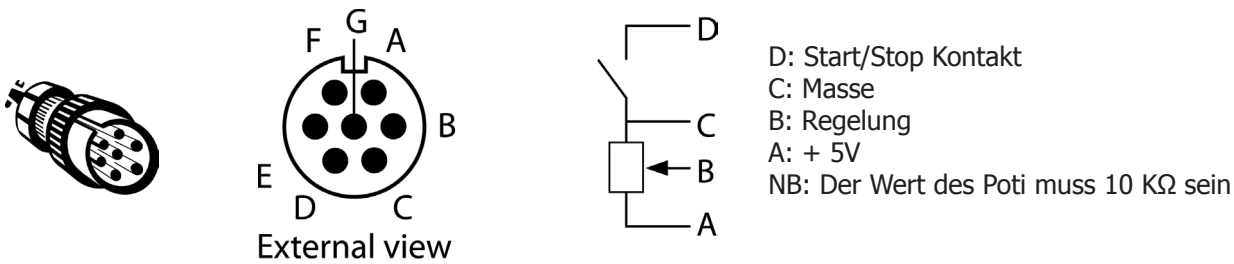 G
F A
B
E
D C
External view
D
C
B
A
D: Start/Stop Kontakt
C: Masse
B: Regelung
A: + 5V
NB: Der Wert des Poti muss 10 KΩ sein